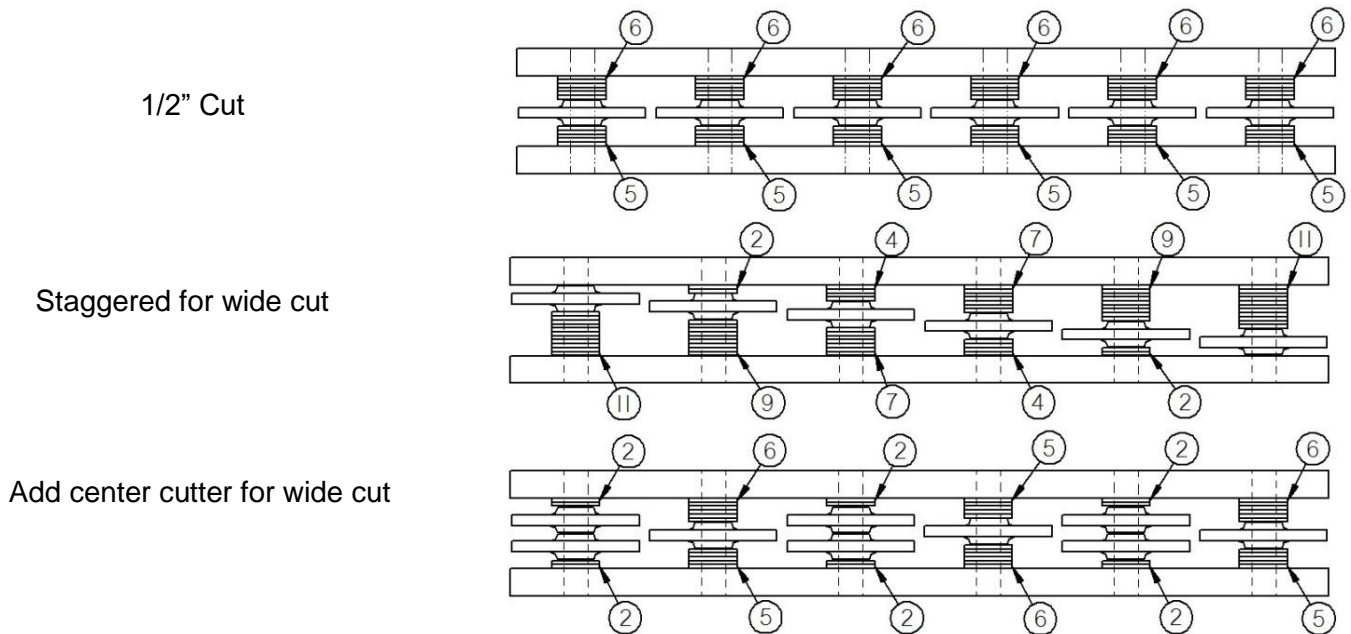 6 6 6 6 6 6
1/2” Cut
5 5 5 5 5 5
2 4 7 9 11
Staggered for wide cut
11 9 7 4 2
2 6 2 5 2 6
Add center cutter for wide cut
2 5 2 6 2 5